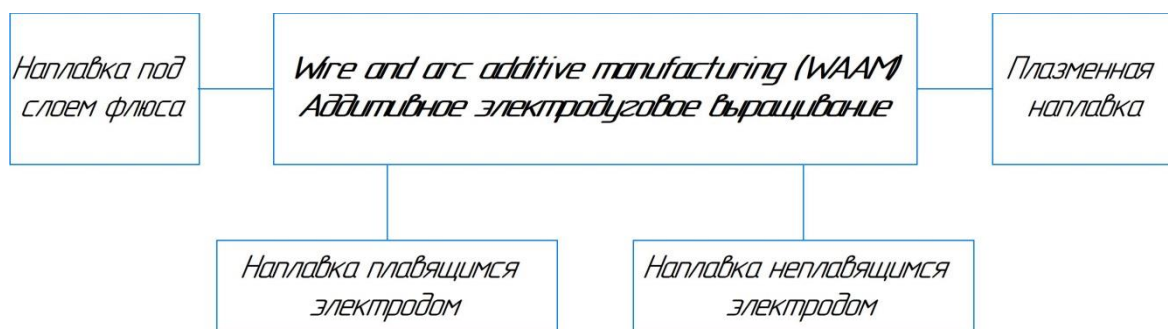 Наплавка под
слоем флюса
Wire and arc additive manufacturing (WAAM)
Аддитивное электродуговое выращивание
Плазменная
наплавка
Наплавка плавящимся
электродом
Наплавка неплавящимся
электродом